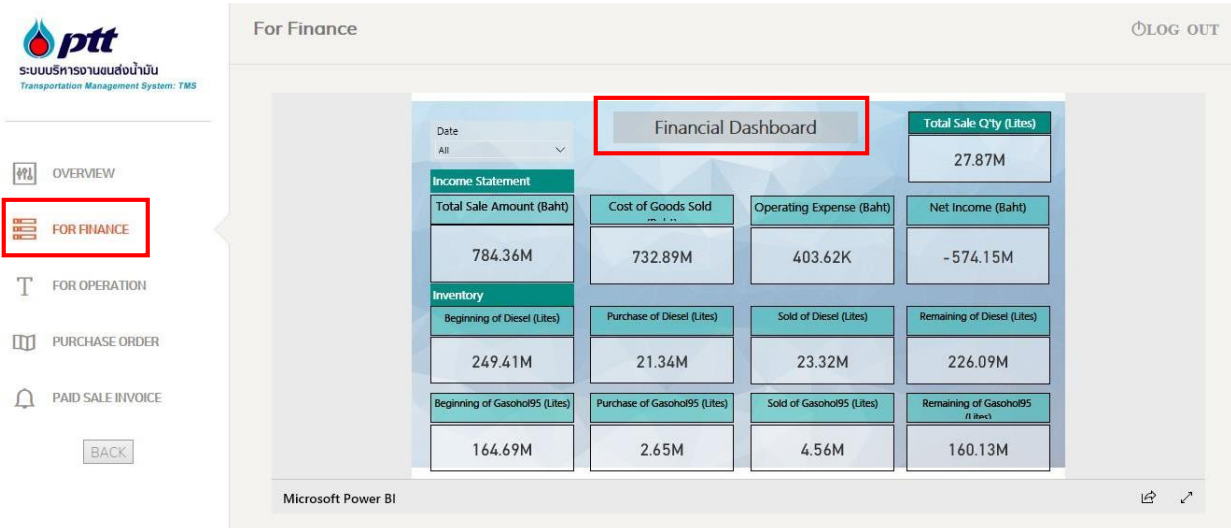 ptt
ระบบบริหารงานขนส่งน้ำมัน
Transportation Management System: TMS
OVERVIEW
FOR FINANCE
FOR OPERATION
PURCHASE ORDER
PAID SALE INVOICE
BACK
For Finance
LOG OUT
Financial Dashboard
Date
All
Total Sale Q'ty (Lites)
27.87M
Income Statement
Total Sale Amount (Baht)
Cost of Goods Sold
Operating Expense (Baht)
Net Income (Baht)
784.36M
732.89M
403.62K
-574.15M
Inventory
Beginning of Diesel (Lites)
Purchase of Diesel (Lites)
Sold of Diesel (Lites)
Remaining of Diesel (Lites)
249.41M
21.34M
23.32M
226.09M
Beginning of Gasohol95 (Lites)
Purchase of Gasohol95 (Lites)
Sold of Gasohol95 (Lites)
Remaining of Gasohol95
(Lites)
164.69M
2.65M
4.56M
160.13M
Microsoft Power BI